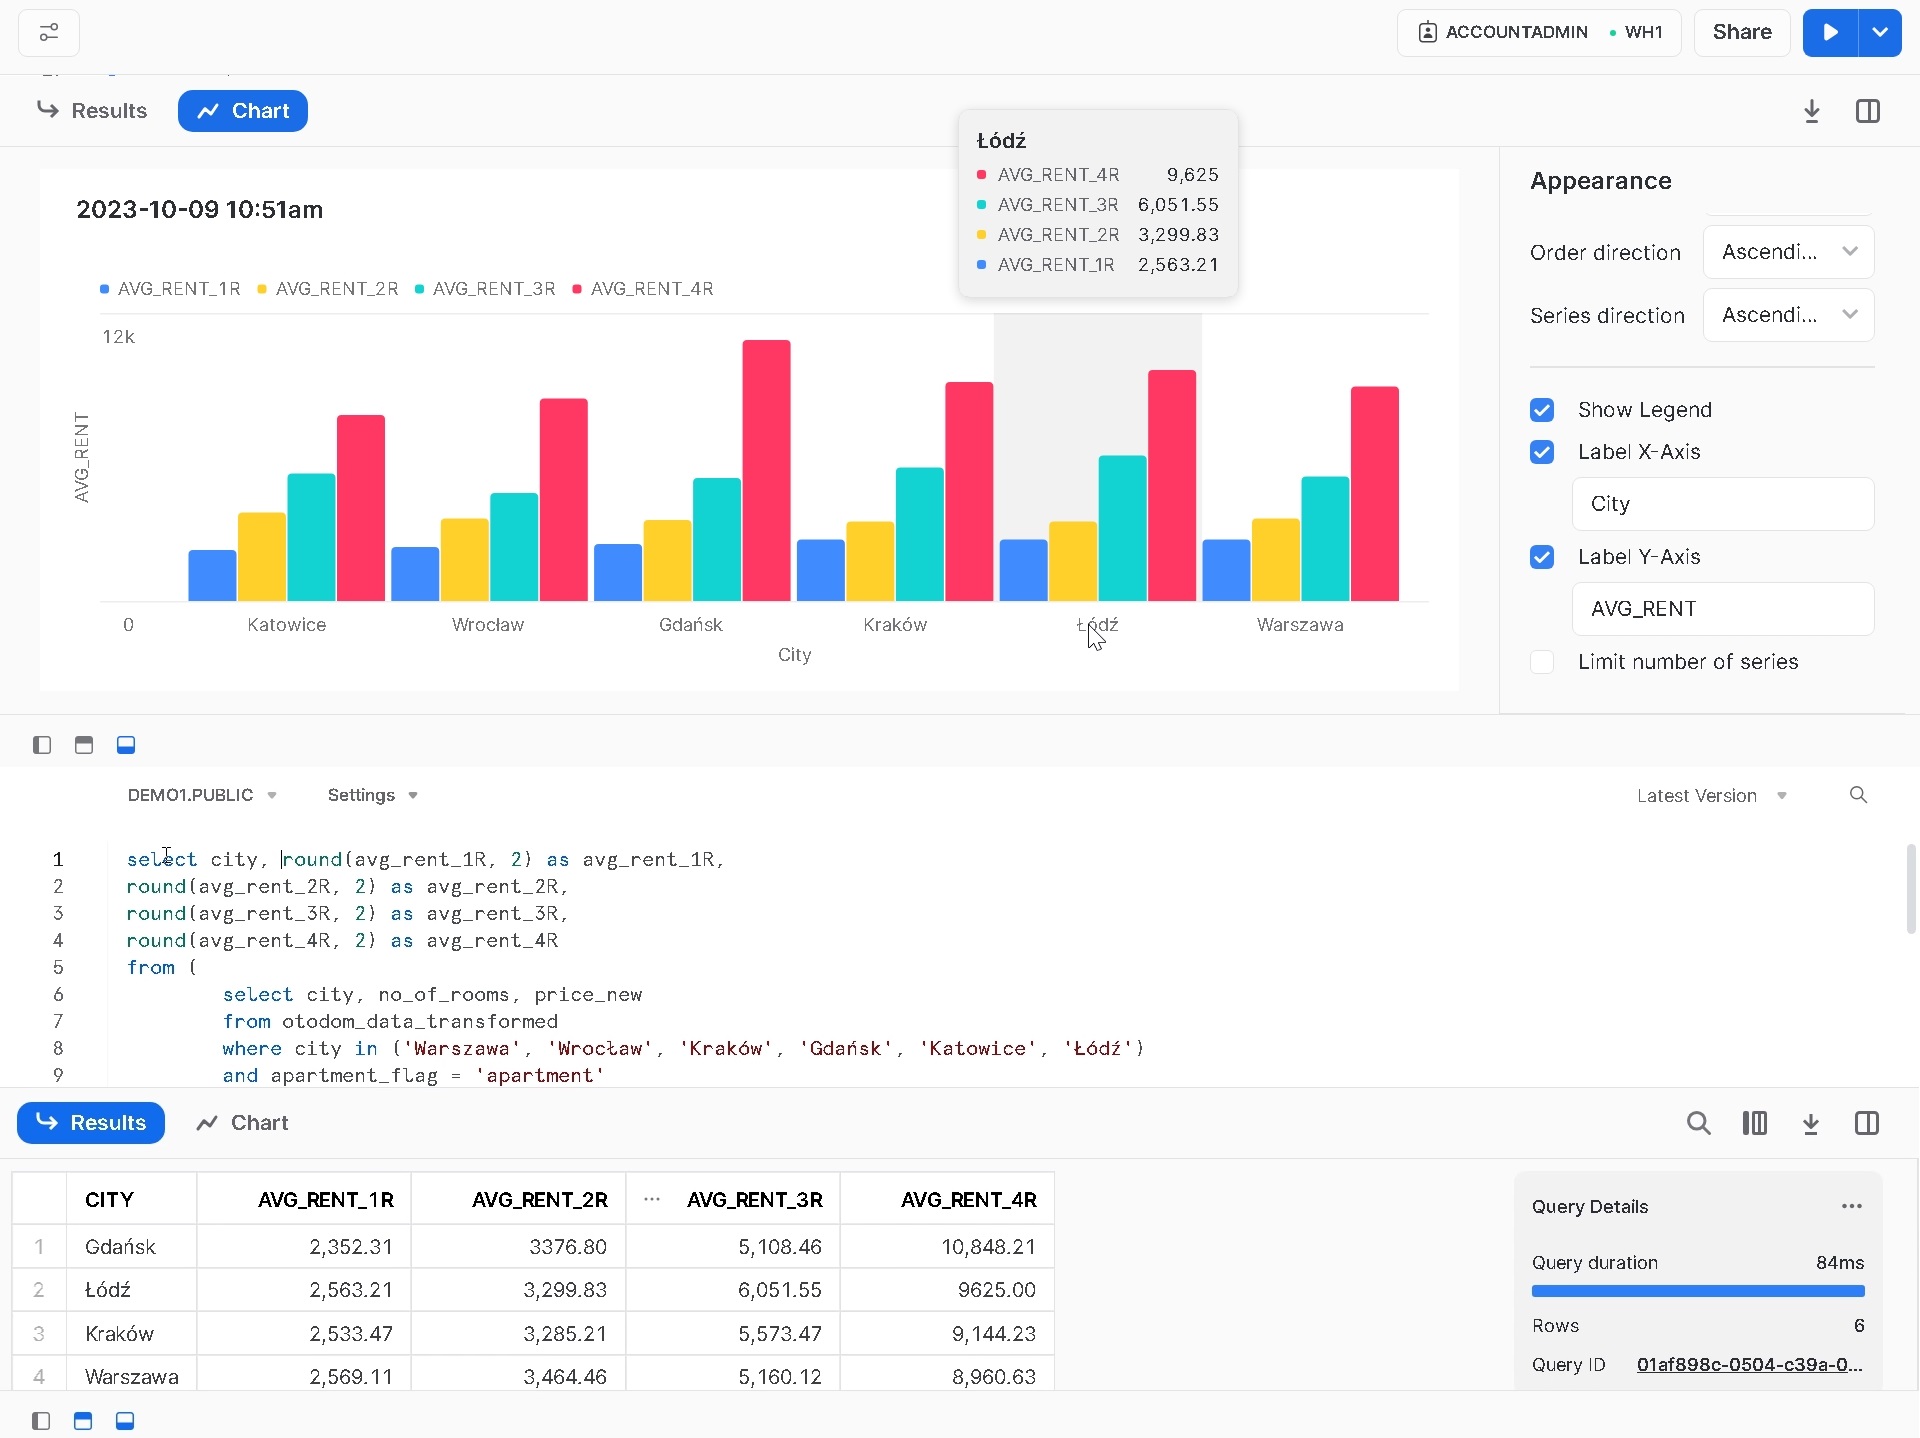 ACCOUNTADMIN WH1 Share
Results Chart
2023-10-09 10:51am
AVG_RENT_1R AVG_RENT_2R AVG_RENT_3R AVG_RENT_4R
12k
AVG_RENT
0 Katowice Wrocław Gdańsk Kraków Łódź Warszawa
City
Łódź
AVG_RENT_4R 9,625
AVG_RENT_3R 6,051.55
AVG_RENT_2R 3,299.83
AVG_RENT_1R 2,563.21
Appearance
Order direction Ascendi...
Series direction Ascendi...
Show Legend
Label X-Axis
City
Label Y-Axis
AVG_RENT
Limit number of series
DEMO1.PUBLIC Settings Latest Version
1 select city, round(avg_rent_1R, 2) as avg_rent_1R,
2 round(avg_rent_2R, 2) as avg_rent_2R,
3 round(avg_rent_3R, 2) as avg_rent_3R,
4 round(avg_rent_4R, 2) as avg_rent_4R
5 from (
6 select city, no_of_rooms, price_new
7 from otodom_data_transformed
8 where city in ('Warszawa', 'Wrocław', 'Kraków', 'Gdańsk', 'Katowice', 'Łódź')
9 and apartment_flag = 'apartment'
Results Chart
CITY AVG_RENT_1R AVG_RENT_2R ... AVG_RENT_3R AVG_RENT_4R
1 Gdańsk 2,352.31 3376.80 5,108.46 10,848.21
2 Łódź 2,563.21 3,299.83 6,051.55 9625.00
3 Kraków 2,533.47 3,285.21 5,573.47 9,144.23
4 Warszawa 2,569.11 3,464.46 5,160.12 8,960.63
Query Details ...
Query duration 84ms
Rows 6
Query ID 01af898c-0504-c39a-0...